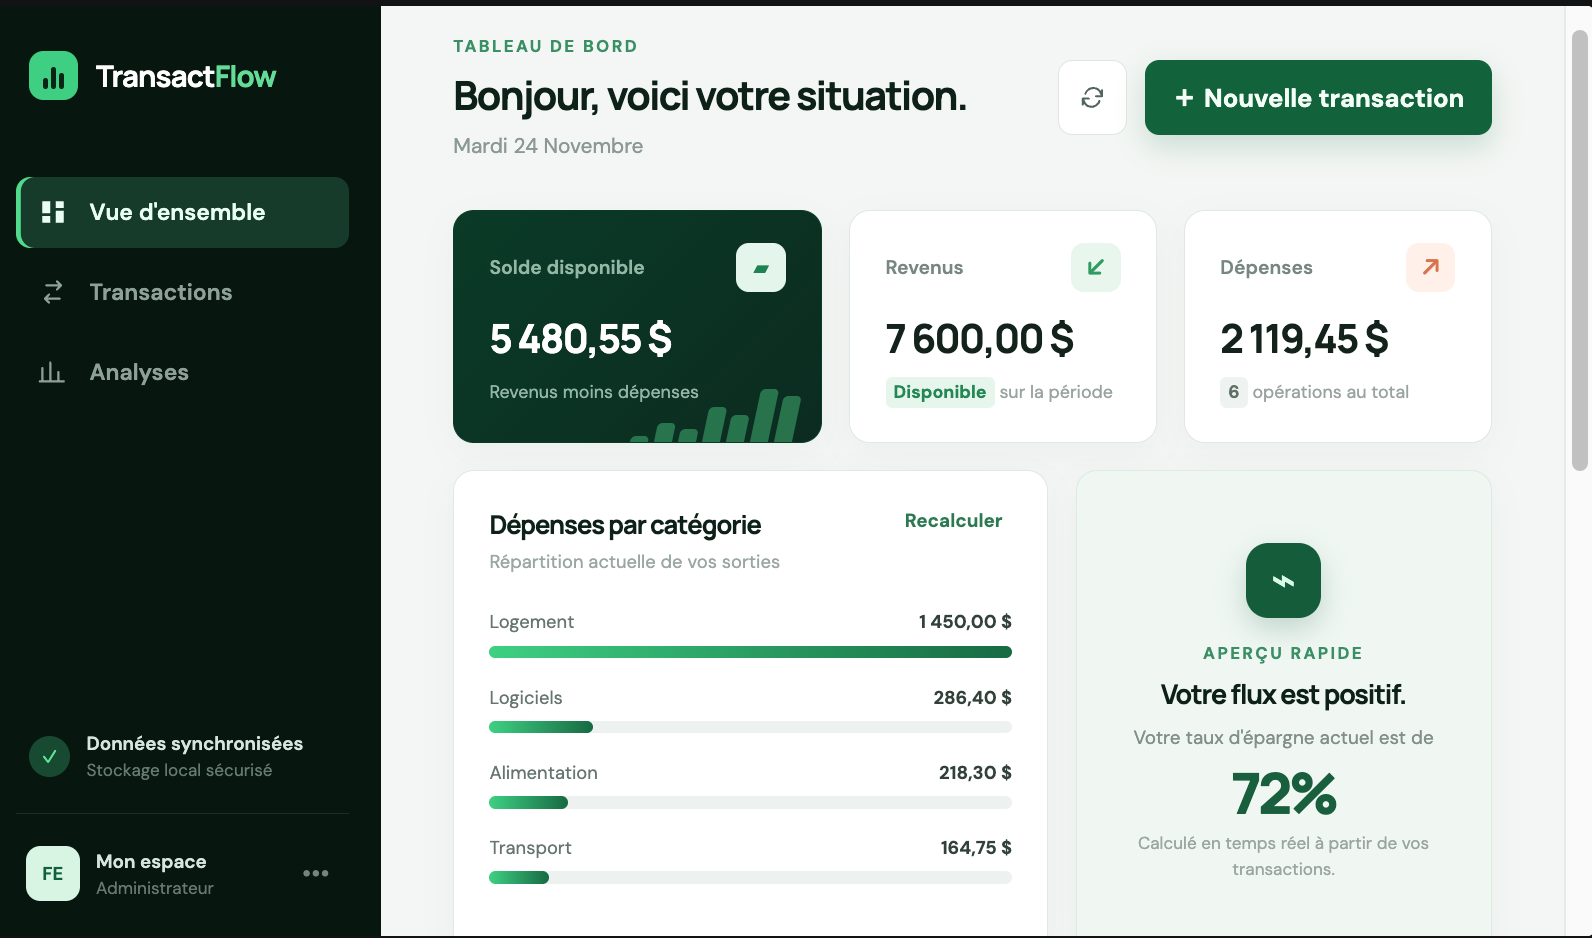 TransactFlow
Vue d'ensemble
Transactions
Analyses
Données synchronisées
Stockage local sécurisé
FE
Mon espace
Administrateur
TABLEAU DE BORD
Bonjour, voici votre situation.
Mardi 24 Novembre
+ Nouvelle transaction
Solde disponible
5 480,55 $
Revenus moins dépenses
Revenus
7 600,00 $
Disponible sur la période
Dépenses
2 119,45 $
6 opérations au total
Dépenses par catégorie
Recalculer
Répartition actuelle de vos sorties
Logement 1 450,00 $
Logiciels 286,40 $
Alimentation 218,30 $
Transport 164,75 $
APERÇU RAPIDE
Votre flux est positif.
Votre taux d'épargne actuel est de
72%
Calculé en temps réel à partir de vos
transactions.